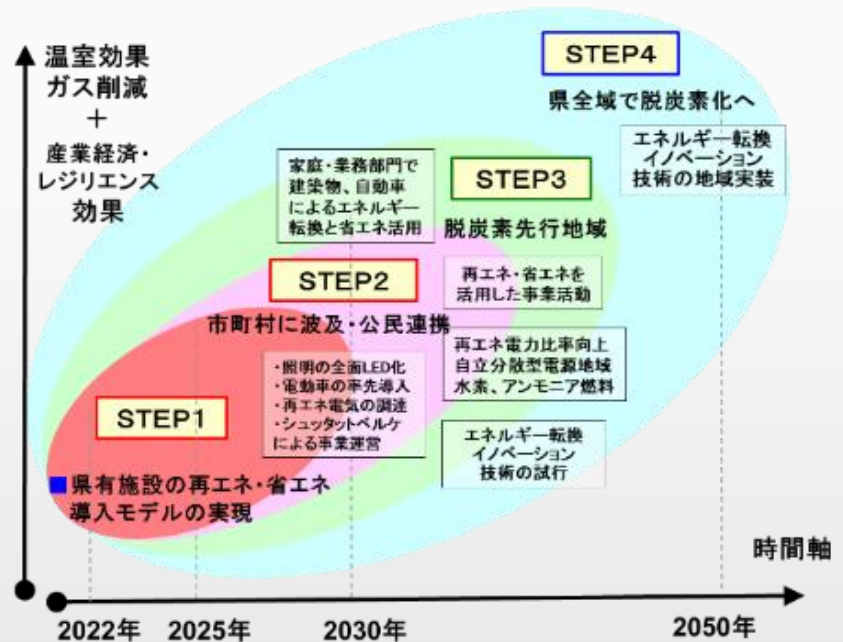 温室効果
ガス削減
+
産業経済・
レジリエンス
効果
STEP4
県全域で脱炭素化へ
エネルギー転換
イノベーション
技術の地域実装
家庭・業務部門で
建築物、自動車
によるエネルギー
転換と省エネ活用
STEP3
脱炭素先行地域
再エネ・省エネを
活用した事業活動
再エネ電力比率向上
自立分散型電源地域
水素、アンモニア燃料
エネルギー転換
イノベーション
技術の試行
STEP2
市町村に波及・公民連携
・照明の全面LED化
・電動車の率先導入
・再エネ電気の調達
・シュッタットベルケ
による事業運営
STEP1
■県有施設の再エネ・省エネ
導入モデルの実現
時間軸
2022年
2025年
2030年
2050年